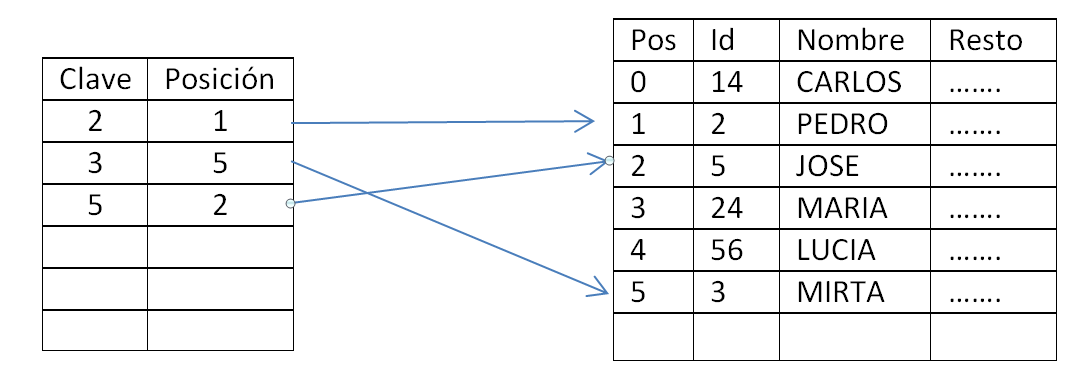 Clave Posición
2 1
3 5
5 2
Pos Id Nombre Resto
0 14 CARLOS .......
1 2 PEDRO .......
2 5 JOSE .......
3 24 MARIA .......
4 56 LUCIA .......
5 3 MIRTA .......